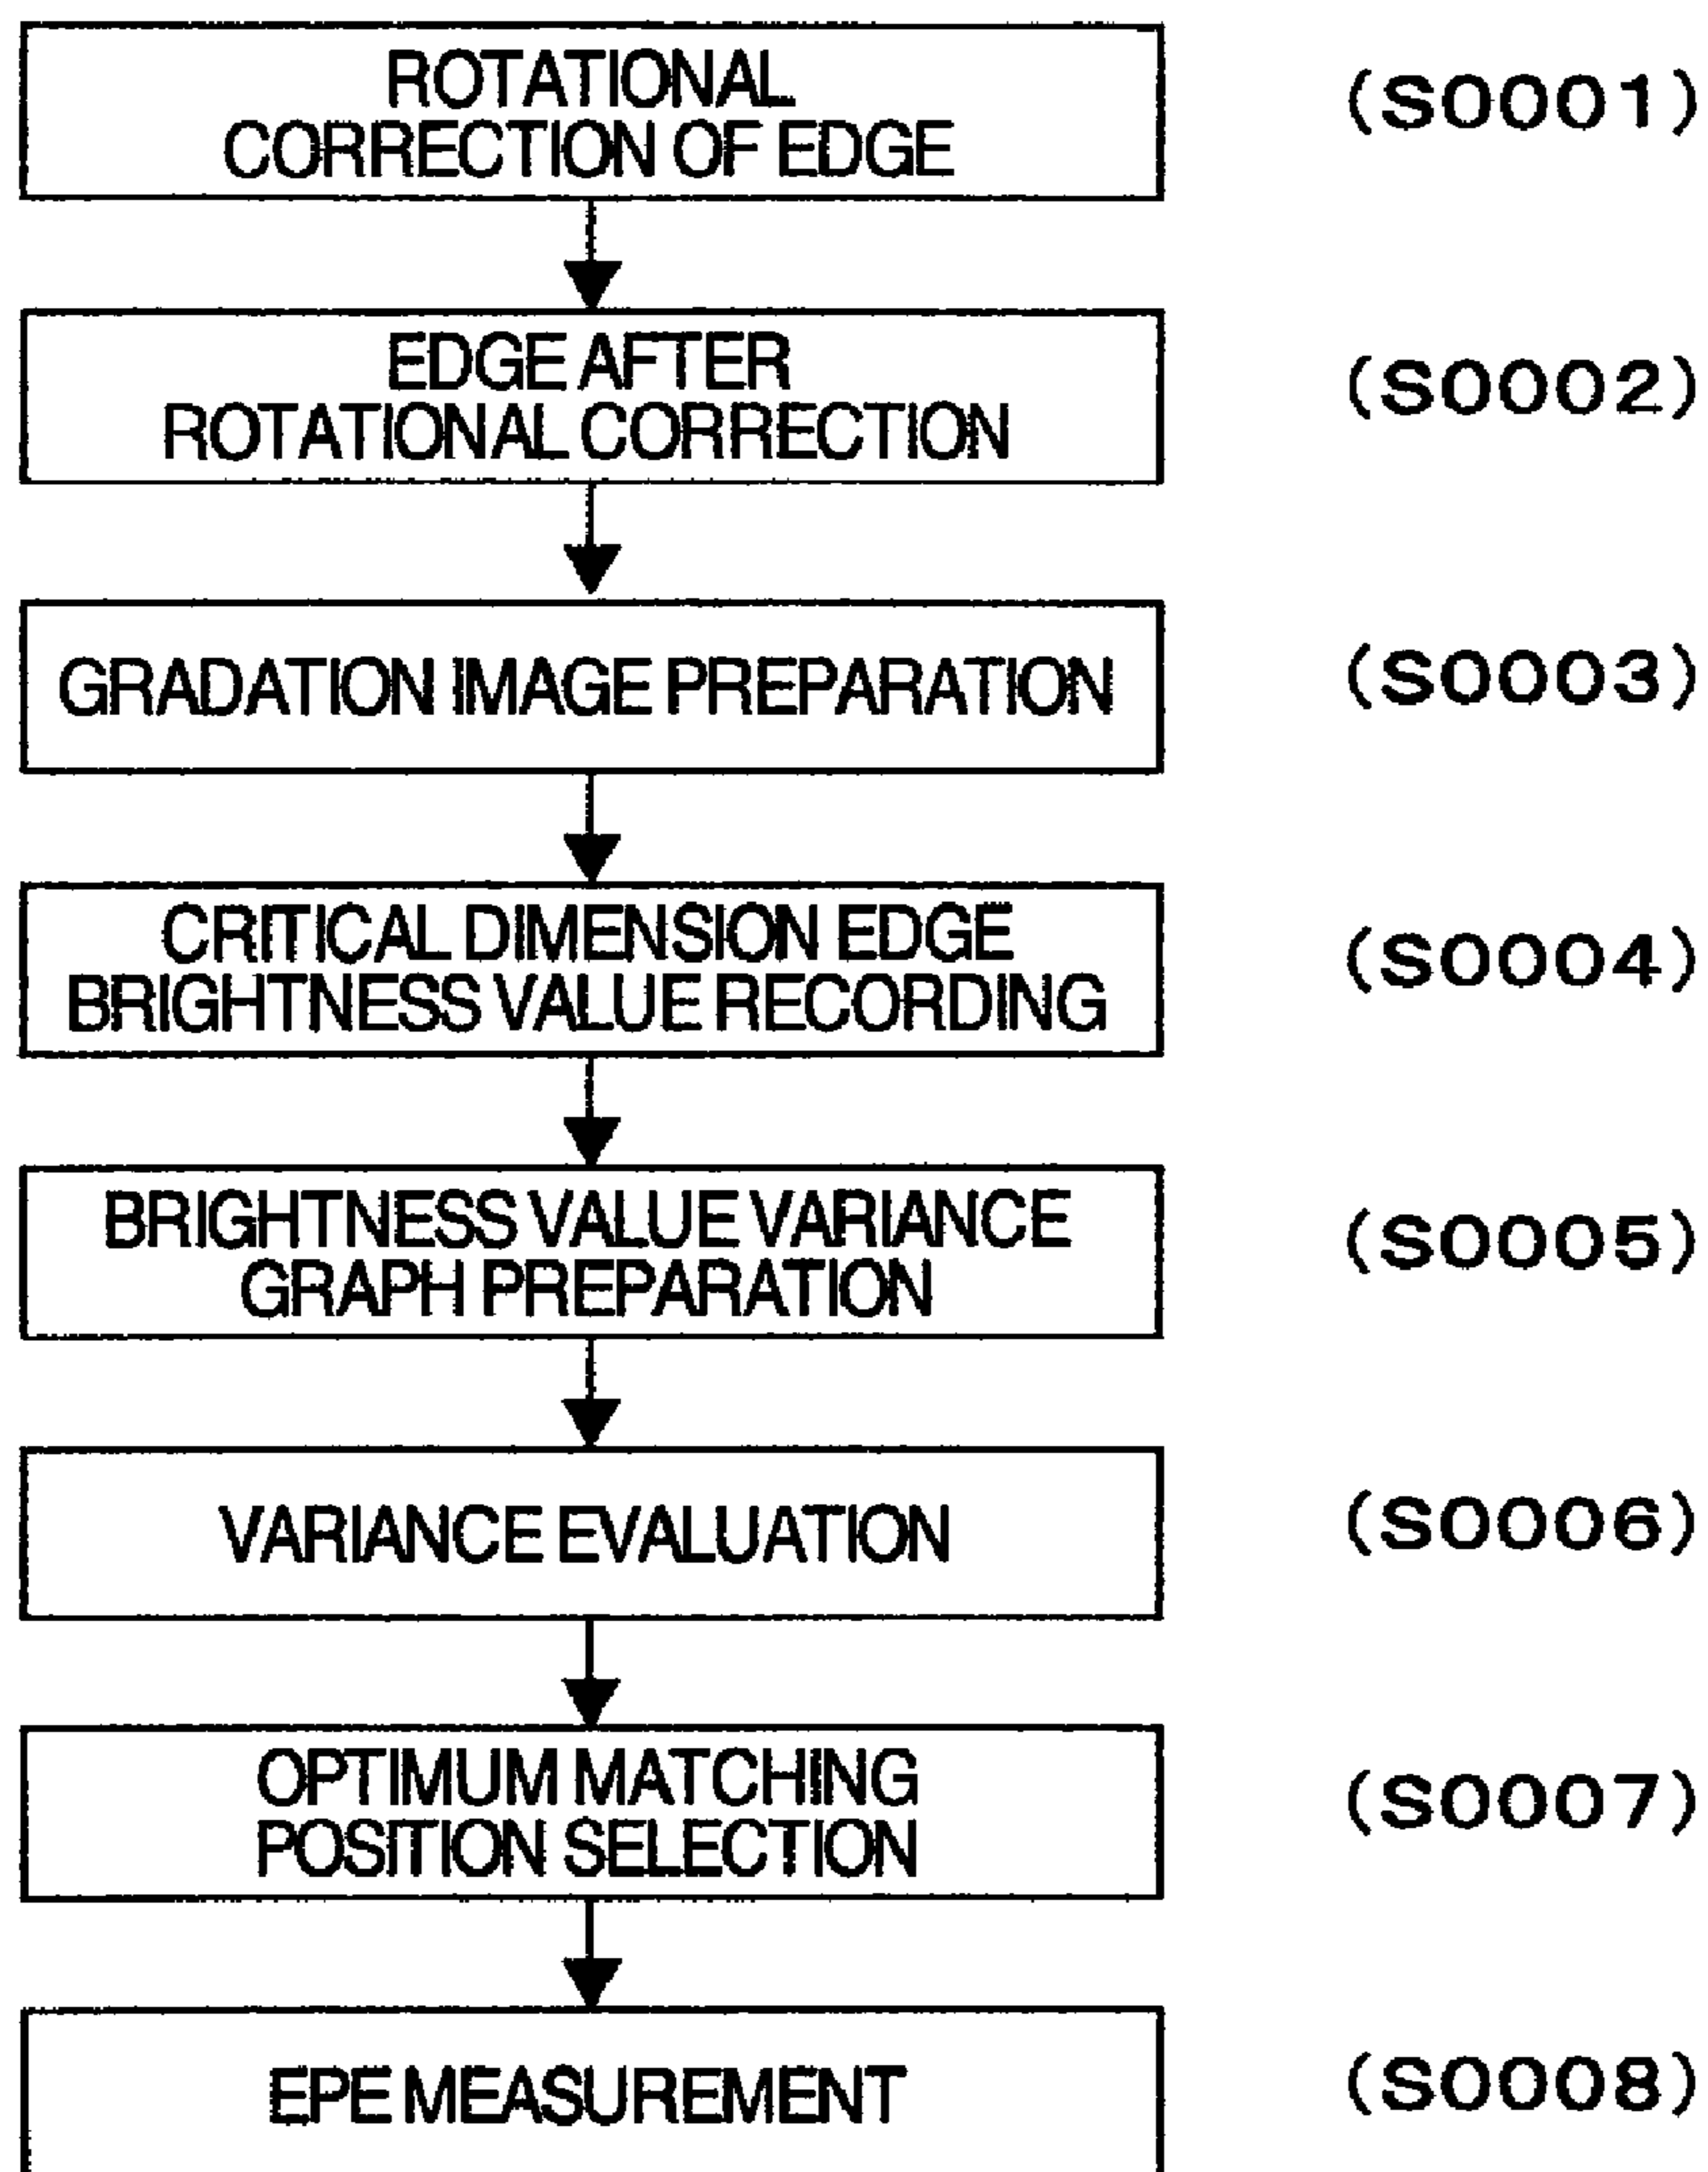 ROTATIONAL
CORRECTION OF EDGE
(S0001)
EDGE AFTER
ROTATIONAL CORRECTION
(S0002)
GRADATION IMAGE PREPARATION
(S0003)
CRITICAL DIMENSION EDGE
BRIGHTNESS VALUE RECORDING
(S0004)
BRIGHTNESS VALUE VARIANCE
GRAPH PREPARATION
(S0005)
VARIANCE EVALUATION
(S0006)
OPTIMUM MATCHING
POSITION SELECTION
(S0007)
EPE MEASUREMENT
(S0008)